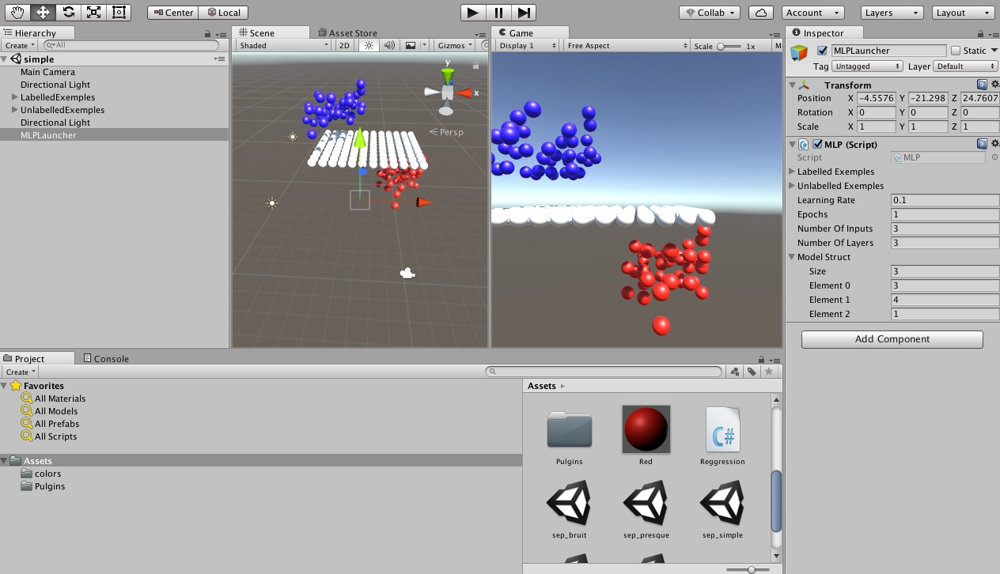 Center Local Collab Account Layers Layout
Hierarchy
Create All
simple
Main Camera
Directional Light
LabelledExemples
UnlabelledExemples
Directional Light
MLPLauncher
Scene Asset Store
Shaded 2D Gizmos
y
x
Persp
Game
Display 1 Free Aspect Scale 1x M
Inspector
MLPLauncher Static
Tag Untagged Layer Default
Transform
Position X -4.5576 Y -21.298 Z 24.7607
Rotation X 0 Y 0 Z 0
Scale X 1 Y 1 Z 1
MLP (Script)
Script MLP
Labelled Exemples
Unlabelled Exemples
Learning Rate 0.1
Epochs 1
Number Of Inputs 3
Number Of Layers 3
Model Struct
Size 3
Element 0 3
Element 1 4
Element 2 1
Add Component
Project Console
Create
Favorites
All Materials
All Models
All Prefabs
All Scripts
Assets
colors
Pulgins
Assets
Pulgins Red C# Reggression
sep_bruit sep_presque sep_simple